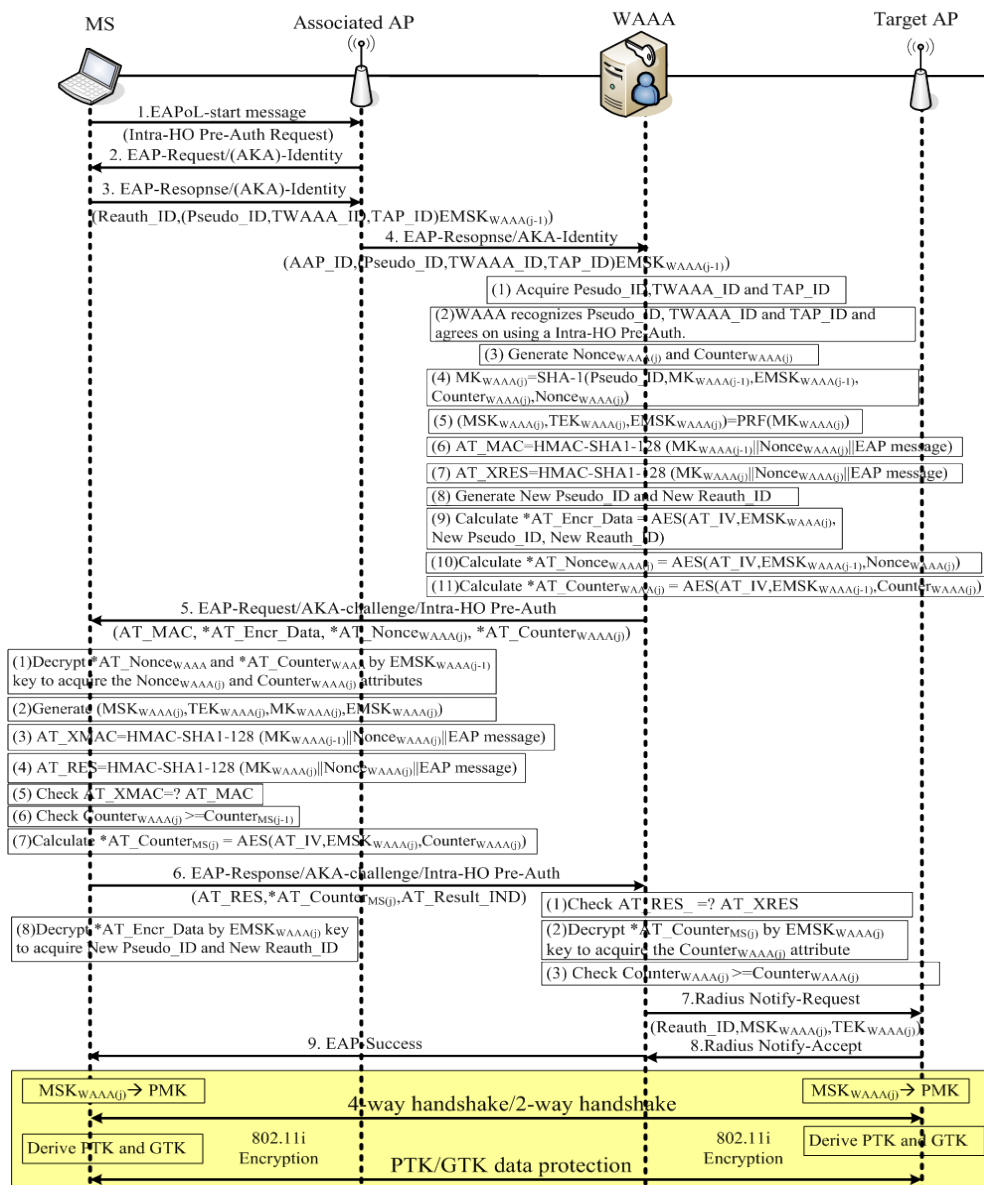 MS
Associated AP
WAAA
Target AP
1.EAPoL-start message
(Intra-HO Pre-Auth Request)
2. EAP-Request/(AKA)-Identity
3. EAP-Resopnse/(AKA)-Identity
(Reauth_ID,(Pseudo_ID,TWAAA_ID,TAP_ID)EMSKWAAA(j-1))
4. EAP-Resopnse/AKA-Identity
(AAP_ID,(Pseudo_ID,TWAAA_ID,TAP_ID)EMSKWAAA(j-1))
(1) Acquire Pesudo_ID,TWAAA_ID and TAP_ID
(2)WAAA recognizes Pseudo_ID, TWAAA_ID and TAP_ID and
agrees on using a Intra-HO Pre-Auth.
(3) Generate NonceWAAA(j) and CounterWAAA(j)
(4) MKWAAA(j)=SHA-1(Pseudo_ID,MKWAAA(j-1),EMSKWAAA(j-1),
CounterWAAA(j),NonceWAAA(j))
(5) (MSKWAAA(j),TEKWAAA(j),EMSKWAAA(j))=PRF(MKWAAA(j))
(6) AT_MAC=HMAC-SHA1-128 (MKWAAA(j-1)||NonceWAAA(j)||EAP message)
(7) AT_XRES=HMAC-SHA1-128 (MKWAAA(j)||NonceWAAA(j)||EAP message)
(8) Generate New Pseudo_ID and New Reauth_ID
(9) Calculate *AT_Encr_Data = AES(AT_IV,EMSKWAAA(j),
New Pseudo_ID, New Reauth_ID)
(10)Calculate *AT_NonceWAAA(j) = AES(AT_IV,EMSKWAAA(j-1),NonceWAAA(j))
(11)Calculate *AT_CounterWAAA(j) = AES(AT_IV,EMSKWAAA(j-1),CounterWAAA(j))
5. EAP-Request/AKA-challenge/Intra-HO Pre-Auth
(AT_MAC, *AT_Encr_Data, *AT_NonceWAAA(j), *AT_CounterWAAA(j))
(1)Decrypt *AT_NonceWAAA and *AT_CounterWAAA by EMSKWAAA(j-1)
key to acquire the NonceWAAA(j) and CounterWAAA(j) attributes
(2)Generate (MSKWAAA(j),TEKWAAA(j),MKWAAA(j),EMSKWAAA(j))
(3) AT_XMAC=HMAC-SHA1-128 (MKWAAA(j-1)||NonceWAAA(j)||EAP message)
(4) AT_RES=HMAC-SHA1-128 (MKWAAA(j)||NonceWAAA(j)||EAP message)
(5) Check AT_XMAC=? AT_MAC
(6) Check CounterWAAA(j) >=CounterMS(j-1)
(7)Calculate *AT_CounterMS(j) = AES(AT_IV,EMSKWAAA(j),CounterWAAA(j))
6. EAP-Response/AKA-challenge/Intra-HO Pre-Auth
(AT_RES,*AT_CounterMS(j),AT_Result_IND)
(1)Check AT_RES_ =? AT_XRES
(8)Decrypt *AT_Encr_Data by EMSKWAAA(j) key
to acquire New Pseudo_ID and New Reauth_ID
(2)Decrypt *AT_CounterMS(j) by EMSKWAAA(j)
key to acquire the CounterWAAA(j) attribute
(3) Check CounterWAAA(j) >=CounterWAAA(j)
7.Radius Notify-Request
(Reauth_ID,MSKWAAA(j),TEKWAAA(j))
9. EAP-Success
8.Radius Notify-Accept
MSKWAAA(j)→ PMK
MSKWAAA(j)→ PMK
4-way handshake/2-way handshake
Derive PTK and GTK
802.11i
Encryption
802.11i
Encryption
Derive PTK and GTK
PTK/GTK data protection